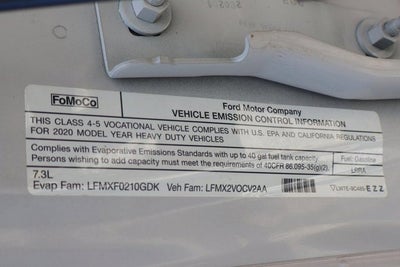 FoMoCo
Ford Motor Company
VEHICLE EMISSION CONTROL INFORMATION
THIS CLASS 4-5 VOCATIONAL VEHICLE COMPLIES WITH U.S. EPA AND CALIFORNIA REGULATIONS
FOR 2020 MODEL YEAR HEAVY DUTY VEHICLES
Complies with Evaporative Emissions Standards with up to 40 gal fuel tank capacity
Persons wishing to add capacity must meet the requirements of 40CFR 86.095-35(g)(2).
Fuel: Gasoline
LRRA
7.3L
Evap Fam: LFMXF0210GDK Veh Fam: LFMX2VOCV2AA
EZZ